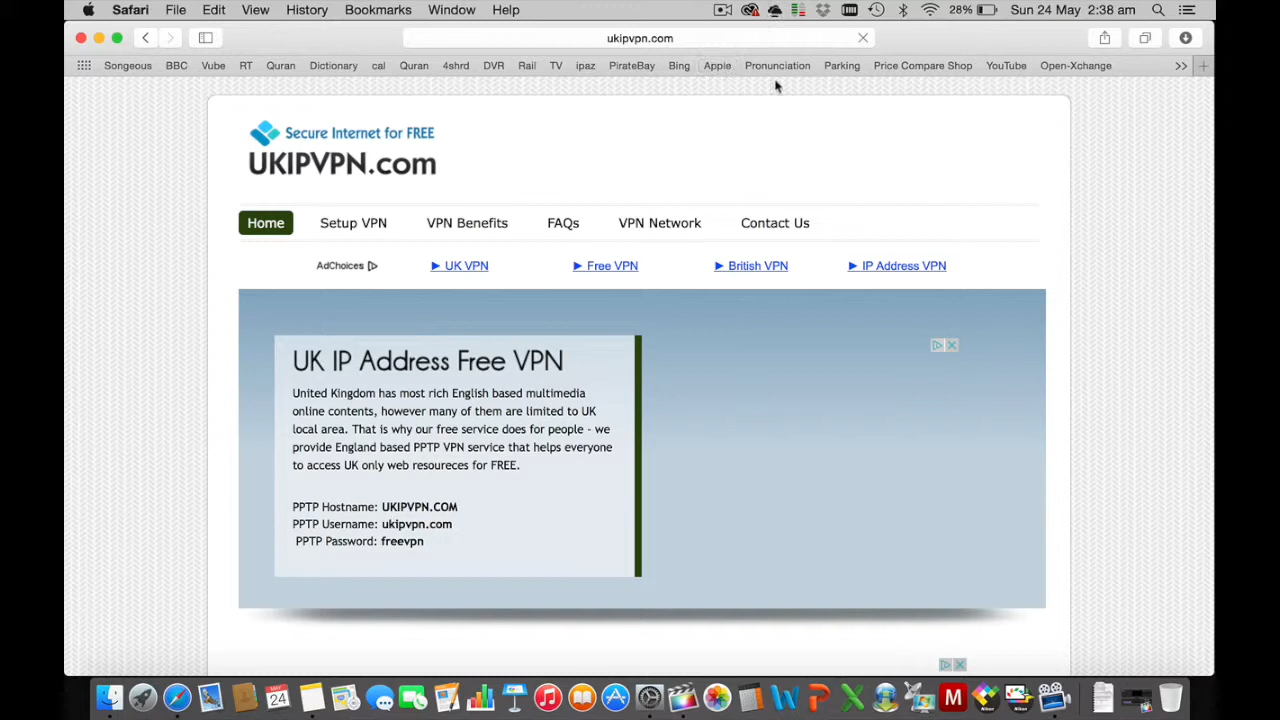 Safari File Edit View History Bookmarks Window Help 28% Sun 24 May 2:38 am
ukipvpn.com
Songeous BBC Vube RT Quran Dictionary cal Quran 4shrd DVR Rail TV ipaz PirateBay Bing Apple Pronunciation Parking Price Compare Shop YouTube Open-Xchange >> +
Secure Internet for FREE
UKIPVPN.com
Home Setup VPN VPN Benefits FAQs VPN Network Contact Us
AdChoices ► UK VPN ► Free VPN ► British VPN ► IP Address VPN
UK IP Address Free VPN
United Kingdom has most rich English based multimedia
online contents, however many of them are limited to UK
local area. That is why our free service does for people - we
provide England based PPTP VPN service that helps everyone
to access UK only web resoureces for FREE.
PPTP Hostname: UKIPVPN.COM
PPTP Username: ukipvpn.com
PPTP Password: freevpn